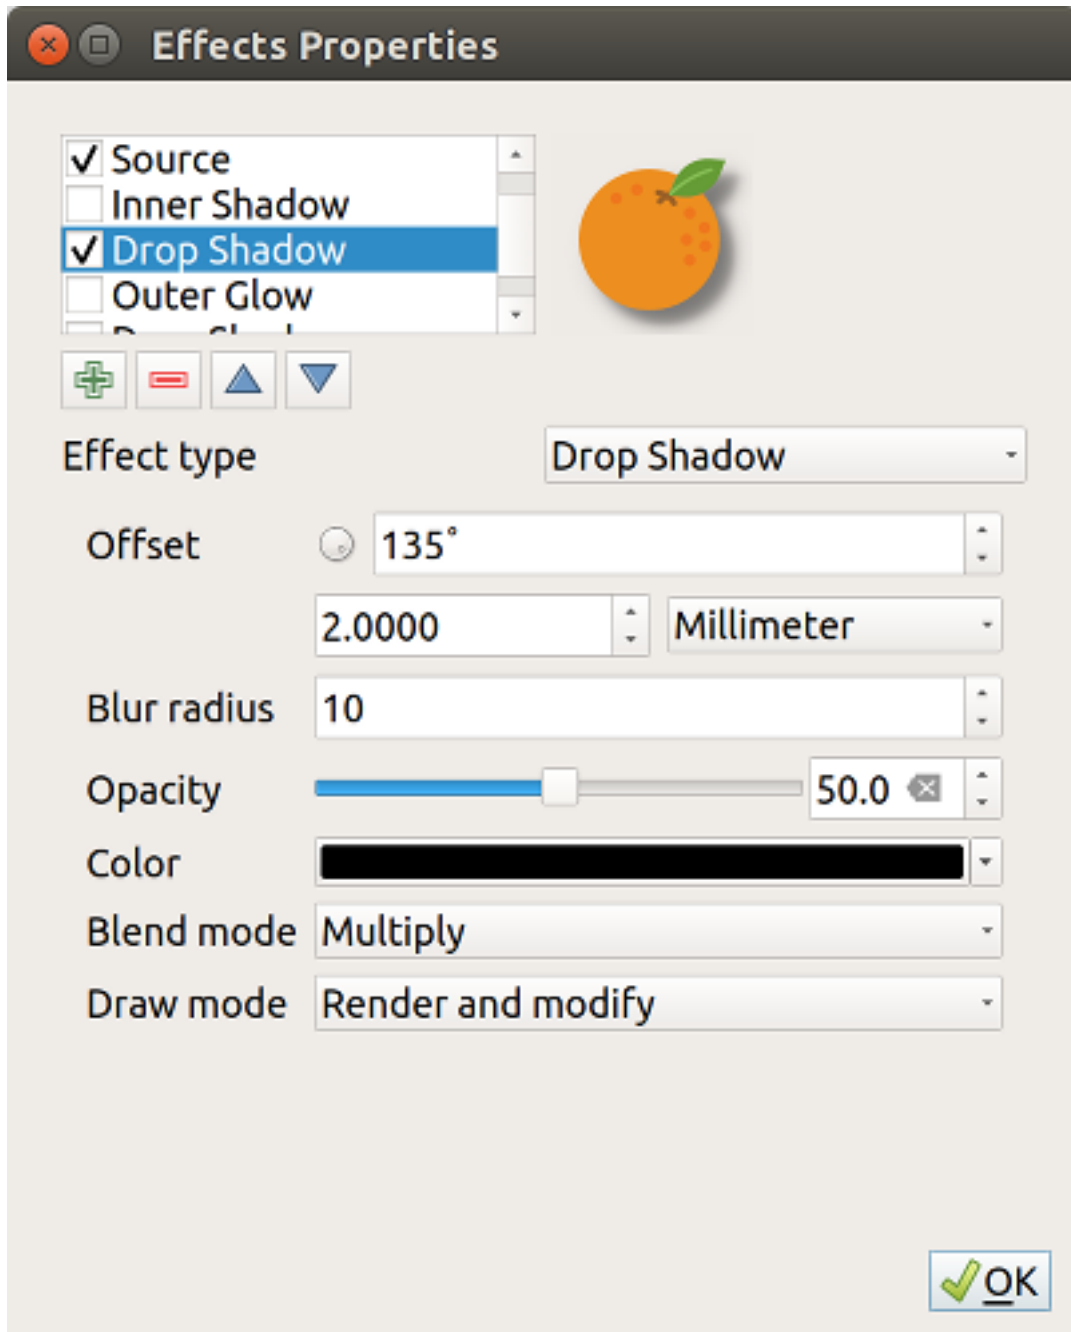 Effects Properties
Source
Inner Shadow
Drop Shadow
Outer Glow
Effect type Drop Shadow
Offset 135°
2.0000 Millimeter
Blur radius 10
Opacity 50.0
Color
Blend mode Multiply
Draw mode Render and modify
OK